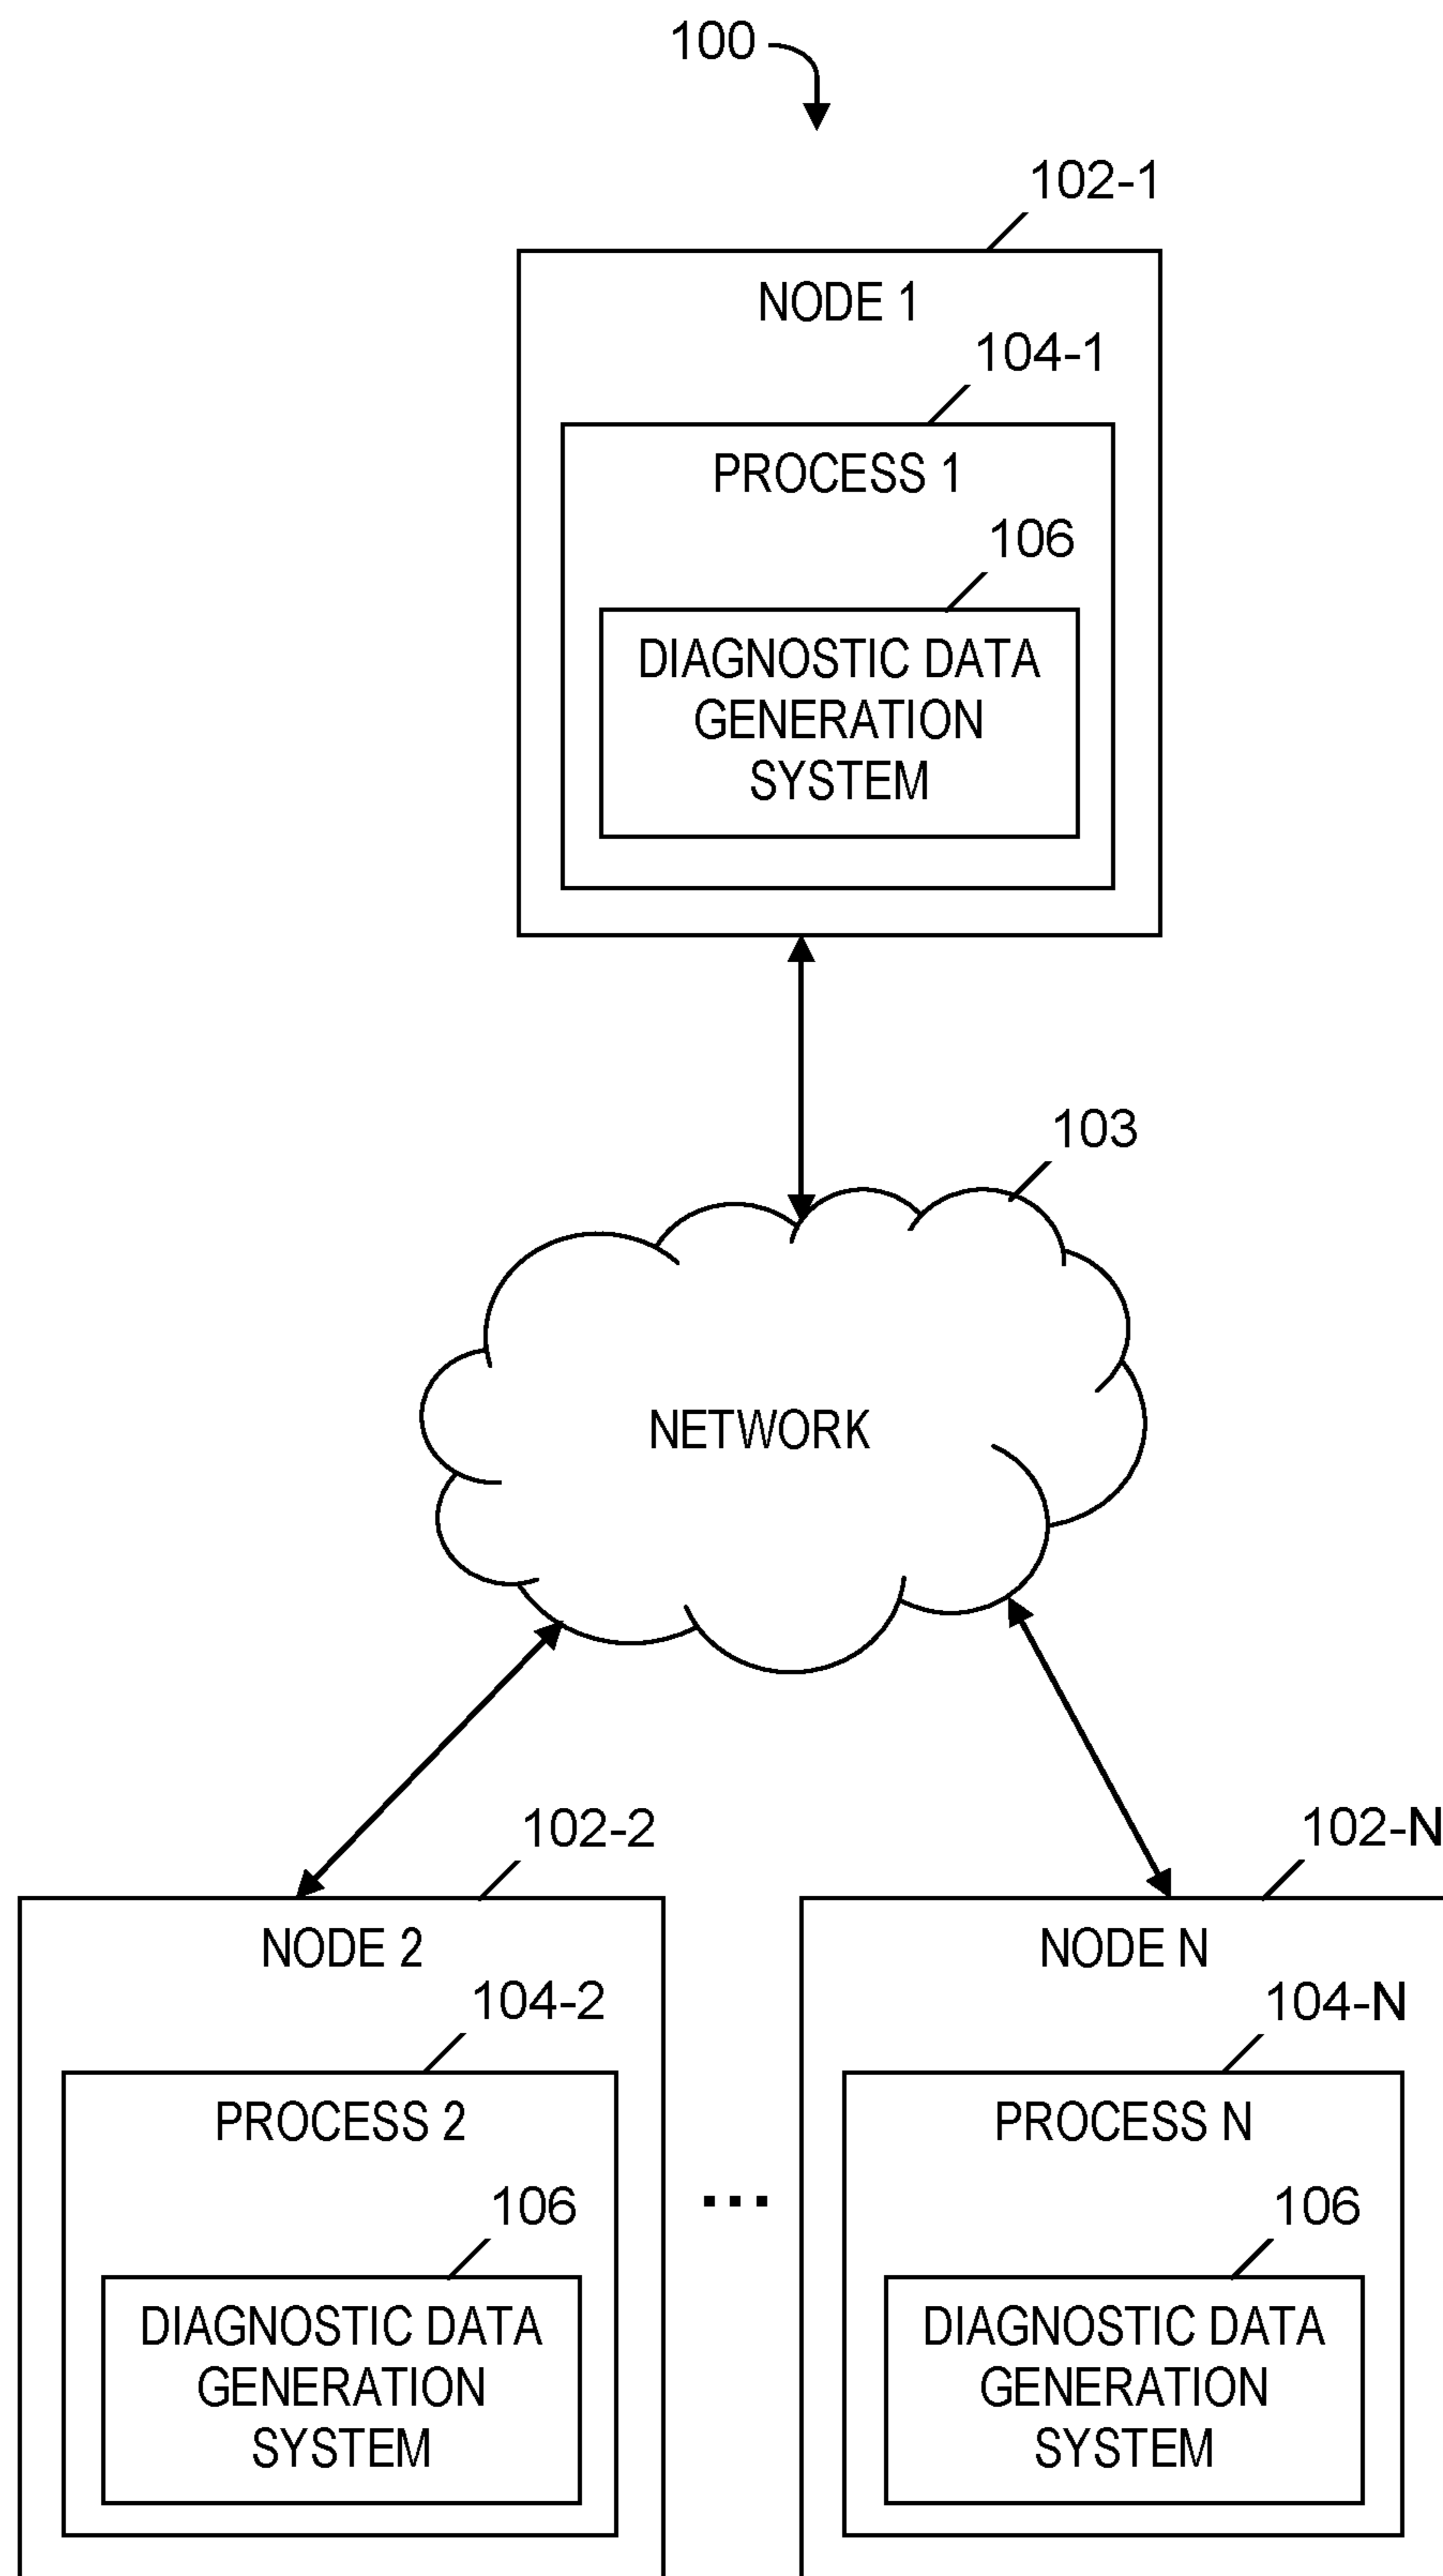 100
102-1
NODE 1
104-1
PROCESS 1
106
DIAGNOSTIC DATA
GENERATION
SYSTEM
103
NETWORK
102-2
NODE 2
104-2
PROCESS 2
106
DIAGNOSTIC DATA
GENERATION
SYSTEM
...
102-N
NODE N
104-N
PROCESS N
106
DIAGNOSTIC DATA
GENERATION
SYSTEM